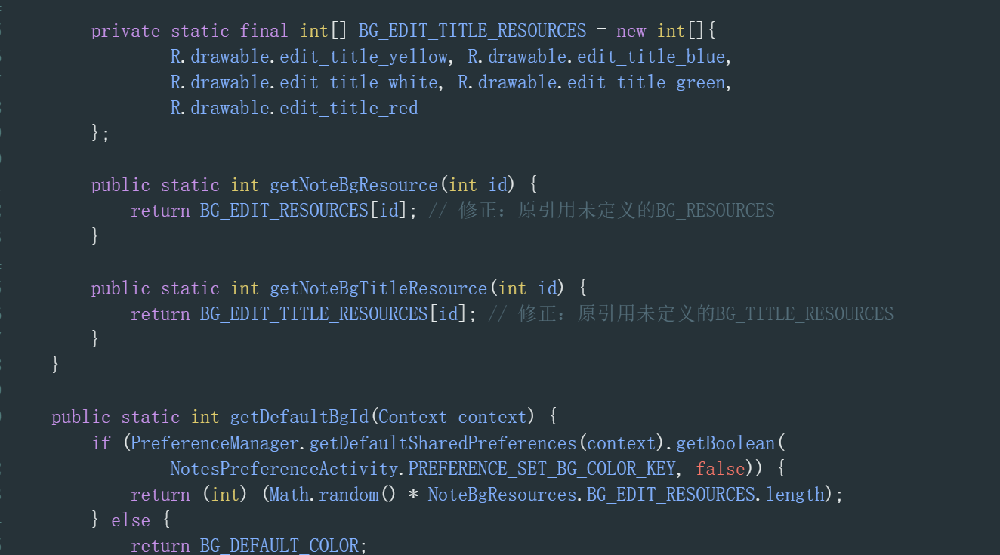 private static final int[] BG_EDIT_TITLE_RESOURCES = new int[]{
R.drawable.edit_title_yellow, R.drawable.edit_title_blue,
R.drawable.edit_title_white, R.drawable.edit_title_green,
R.drawable.edit_title_red
};
public static int getNoteBgResource(int id) {
return BG_EDIT_RESOURCES[id]; // 修正：原引用未定义的BG_RESOURCES
}
public static int getNoteBgTitleResource(int id) {
return BG_EDIT_TITLE_RESOURCES[id]; // 修正：原引用未定义的BG_TITLE_RESOURCES
}
}
public static int getDefaultBgId(Context context) {
if (PreferenceManager.getDefaultSharedPreferences(context).getBoolean(
NotesPreferenceActivity.PREFERENCE_SET_BG_COLOR_KEY, false)) {
return (int) (Math.random() * NoteBgResources.BG_EDIT_RESOURCES.length);
} else {
return BG_DEFAULT_COLOR;